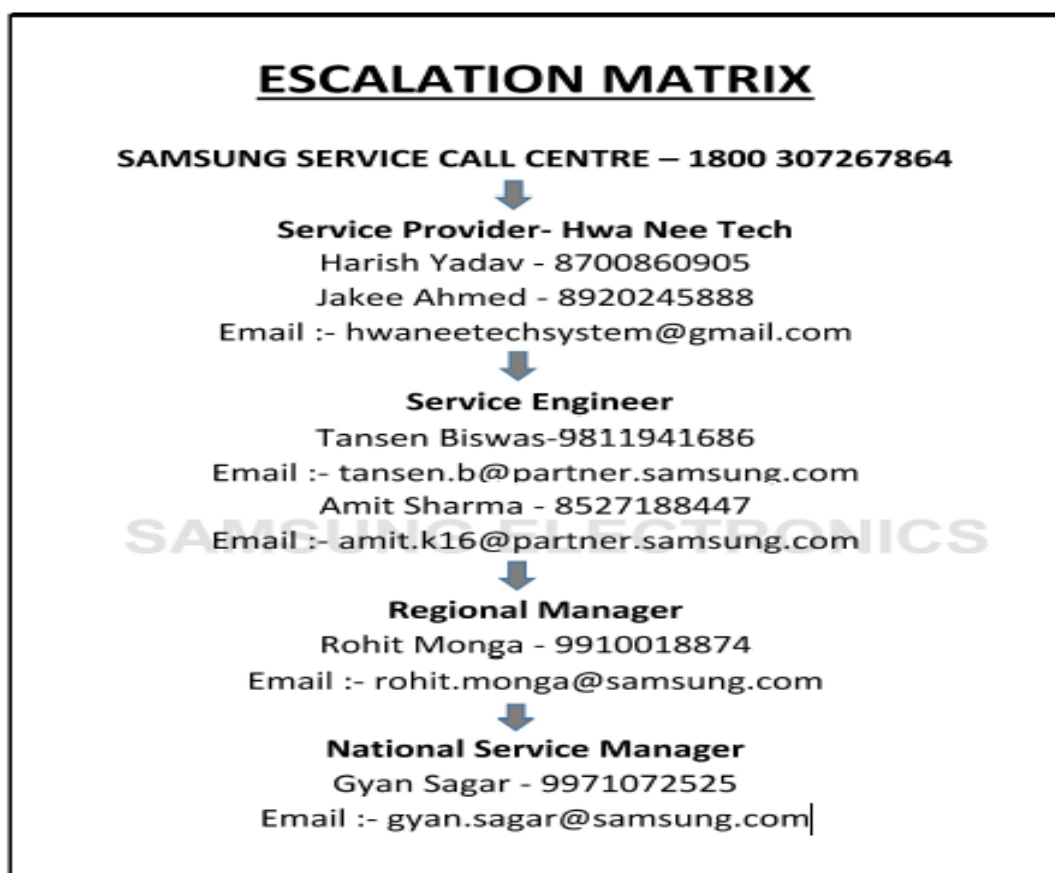 ESCALATION MATRIX
SAMSUNG SERVICE CALL CENTRE – 1800 307267864
Service Provider- Hwa Nee Tech
Harish Yadav - 8700860905
Jakee Ahmed - 8920245888
Email :- hwaneetechsystem@gmail.com
Service Engineer
Tansen Biswas-9811941686
Email :- tansen.b@partner.samsung.com
Amit Sharma - 8527188447
SAMSUNG ELECTRONICS
Email :- amit.k16@partner.samsung.com
Regional Manager
Rohit Monga - 9910018874
Email :- rohit.monga@samsung.com
National Service Manager
Gyan Sagar - 9971072525
Email :- gyan.sagar@samsung.com